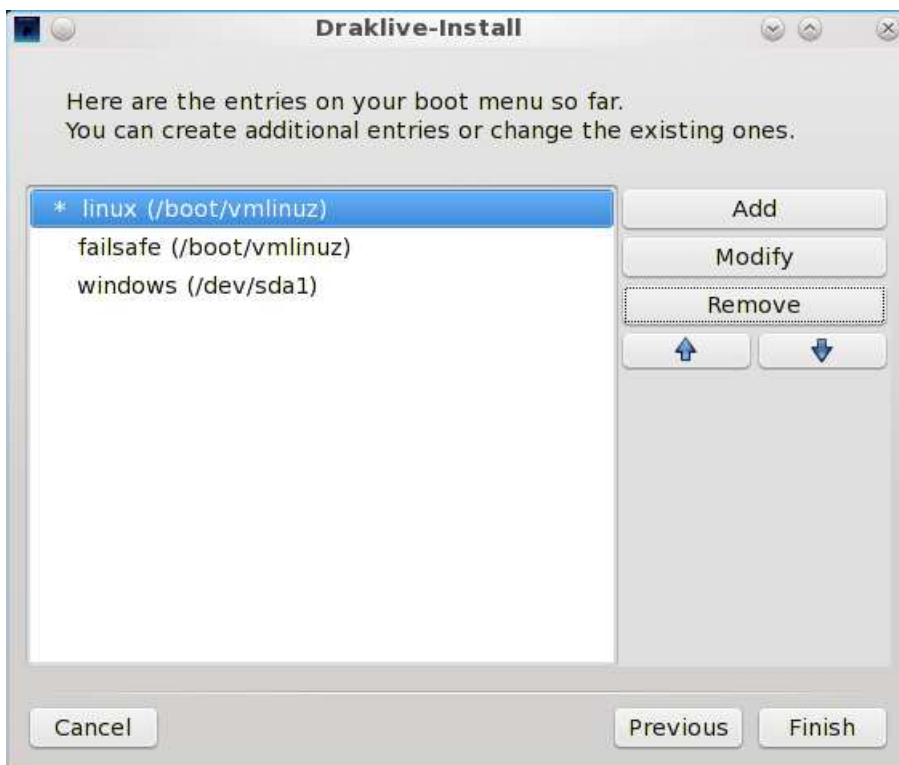 Draklive-Install
Here are the entries on your boot menu so far.
You can create additional entries or change the existing ones.
* linux (/boot/vmlinuz)
failsafe (/boot/vmlinuz)
windows (/dev/sda1)
Add
Modify
Remove
Cancel
Previous
Finish